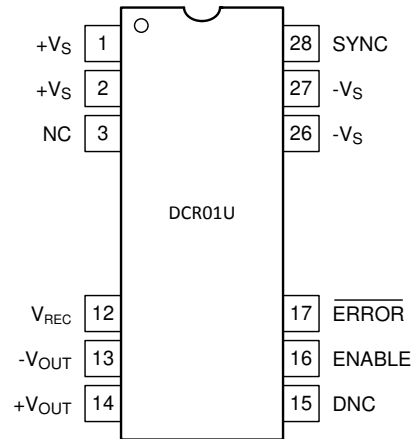 +VS 1 28 SYNC
+VS 2 27 -VS
NC 3 26 -VS
DCR01U
VREC 12 17 ERROR
-VOUT 13 16 ENABLE
+VOUT 14 15 DNC